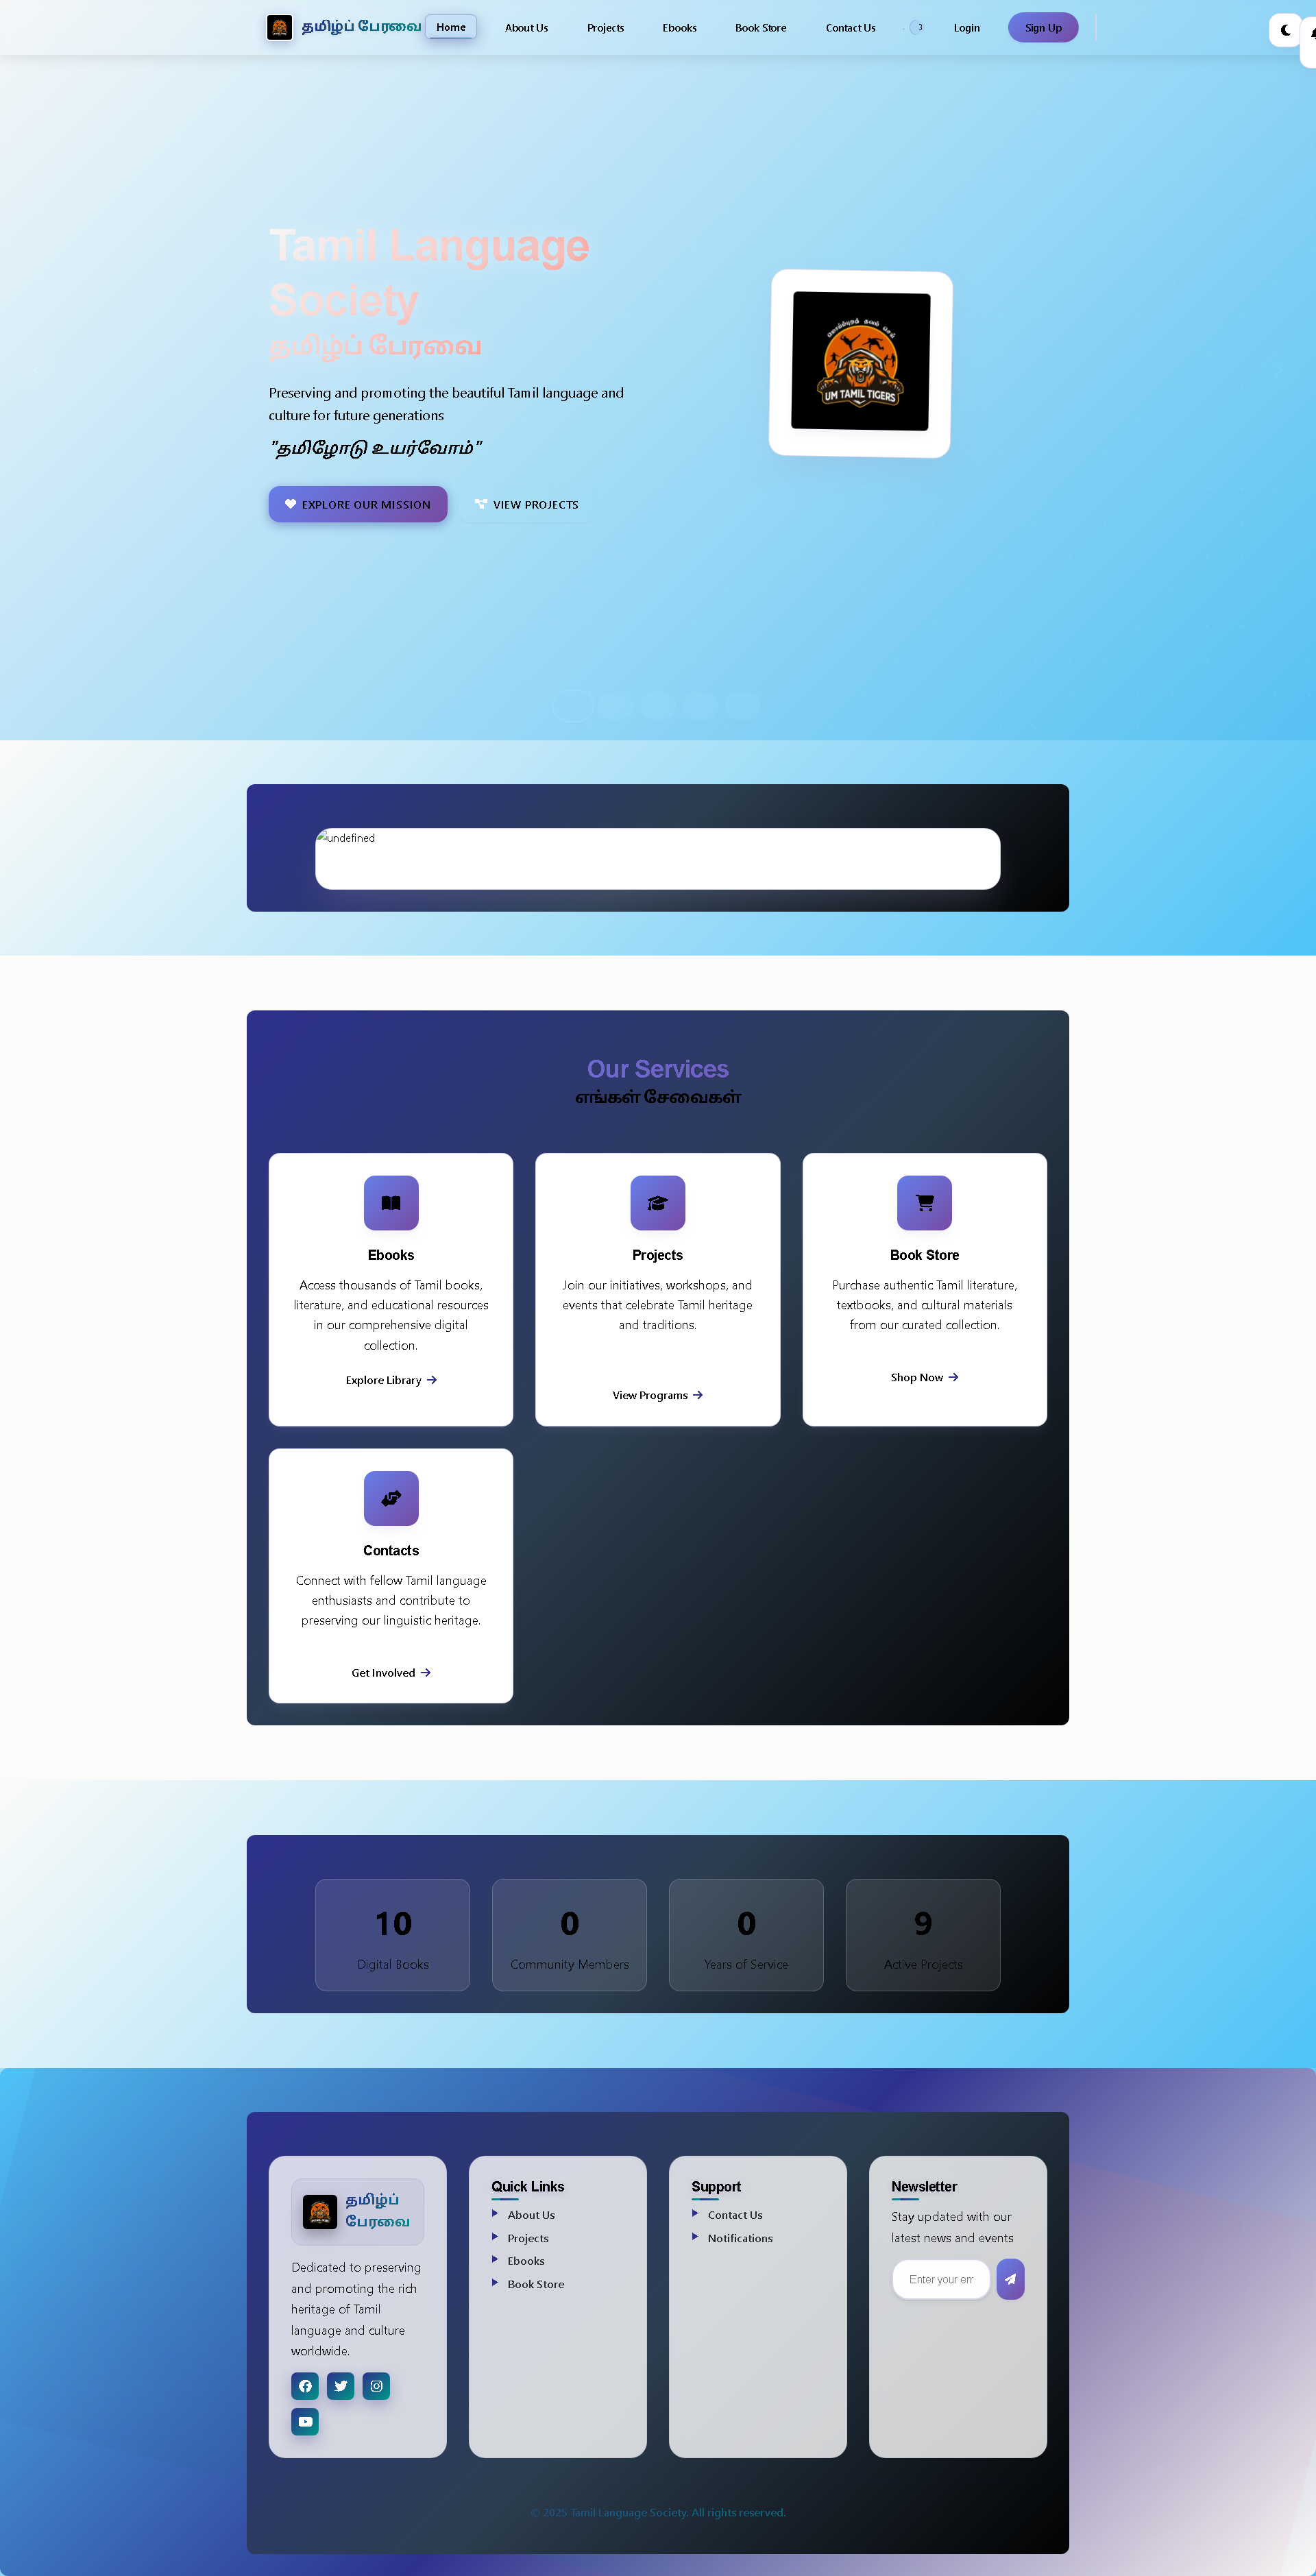 தமிழ்ப் பேரவை
Home
About Us
Projects
Ebooks
Book Store
Contact Us
3
Login
Sign Up
Tamil Language
Society
தமிழ்ப் பேரவை
Preserving and promoting the beautiful Tamil language and
culture for future generations
"தமிழோடு உயர்வோம்"
EXPLORE OUR MISSION
VIEW PROJECTS
UM TAMIL TIGERS
undefined
Our Services
எங்கள் சேவைகள்
Ebooks
Access thousands of Tamil books,
literature, and educational resources
in our comprehensive digital
collection.
Explore Library
Projects
Join our initiatives, workshops, and
events that celebrate Tamil heritage
and traditions.
View Programs
Book Store
Purchase authentic Tamil literature,
textbooks, and cultural materials
from our curated collection.
Shop Now
Contacts
Connect with fellow Tamil language
enthusiasts and contribute to
preserving our linguistic heritage.
Get Involved
10
Digital Books
0
Community Members
0
Years of Service
9
Active Projects
தமிழ்ப்
பேரவை
Dedicated to preserving
and promoting the rich
heritage of Tamil
language and culture
worldwide.
Quick Links
About Us
Projects
Ebooks
Book Store
Support
Contact Us
Notifications
Newsletter
Stay updated with our
latest news and events
Enter your em
© 2025 Tamil Language Society. All rights reserved.